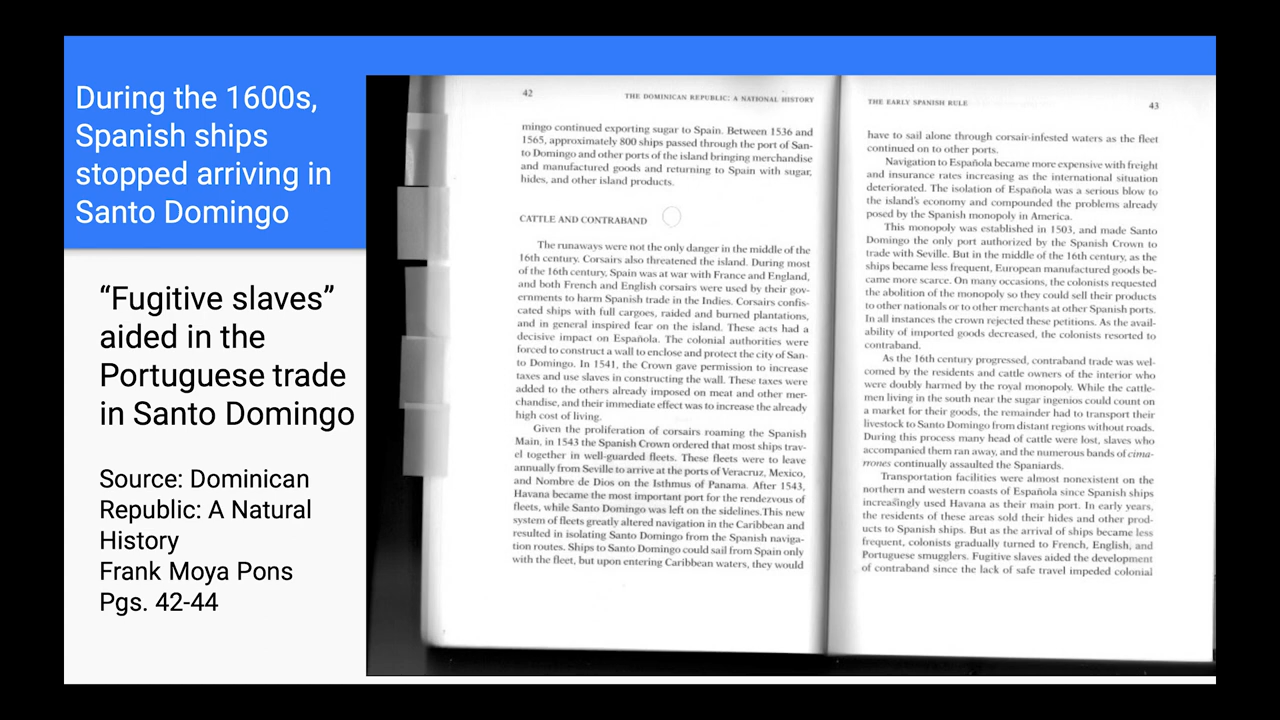 During the 1600s,
Spanish ships
stopped arriving in
Santo Domingo
“Fugitive slaves”
aided in the
Portuguese trade
in Santo Domingo
Source: Dominican
Republic: A Natural
History
Frank Moya Pons
Pgs. 42-44
42 THE DOMINICAN REPUBLIC: A NATIONAL HISTORY
mingo continued exporting sugar to Spain. Between 1536 and
1565, approximately 800 ships passed through the port of San-
to Domingo and other ports of the island bringing merchandise
and manufactured goods and returning to Spain with sugar,
hides, and other island products.
CATTLE AND CONTRABAND
The runaways were not the only danger in the middle of the
16th century. Corsairs also threatened the island. During most
of the 16th century, Spain was at war with France and England,
and both French and English corsairs were used by their gov-
ernments to harm Spanish trade in the Indies. Corsairs confis-
cated ships with full cargoes, raided and burned plantations,
and in general inspired fear on the island. These acts had a
decisive impact on Española. The colonial authorities were
forced to construct a wall to enclose and protect the city of San-
to Domingo. In 1541, the Crown gave permission to increase
taxes and use slaves in constructing the wall. These taxes were
added to the others already imposed on meat and other mer-
chandise, and their immediate effect was to increase the already
high cost of living.
Given the proliferation of corsairs roaming the Spanish
Main, in 1543 the Spanish Crown ordered that most ships trav-
el together in well-guarded fleets. These fleets were to leave
annually from Seville to arrive at the ports of Veracruz, Mexico,
and Nombre de Dios on the Isthmus of Panama. After 1543,
Havana became the most important port for the rendezvous of
fleets, while Santo Domingo was left on the sidelines.This new
system of fleets greatly altered navigation in the Caribbean and
resulted in isolating Santo Domingo from the Spanish naviga-
tion routes. Ships to Santo Domingo could sail from Spain only
with the fleet, but upon entering Caribbean waters, they would
THE EARLY SPANISH RULE 43
have to sail alone through corsair-infested waters as the fleet
continued on to other ports.
Navigation to Española became more expensive with freight
and insurance rates increasing as the international situation
deteriorated. The isolation of Española was a serious blow to
the island's economy and compounded the problems already
posed by the Spanish monopoly in America.
This monopoly was established in 1503, and made Santo
Domingo the only port authorized by the Spanish Crown to
trade with Seville. But in the middle of the 16th century, as the
ships became less frequent, European manufactured goods be-
came more scarce. On many occasions, the colonists requested
the abolition of the monopoly so they could sell their products
to other nationals or to other merchants at other Spanish ports.
In all instances the crown rejected these petitions. As the avail-
ability of imported goods decreased, the colonists resorted to
contraband.
As the 16th century progressed, contraband trade was wel-
comed by the residents and cattle owners of the interior who
were doubly harmed by the royal monopoly. While the cattle-
men living in the south near the sugar ingenios could count on
a market for their goods, the remainder had to transport their
livestock to Santo Domingo from distant regions without roads.
During this process many head of cattle were lost, slaves who
accompanied them ran away, and the numerous bands of cima-
rrones continually assaulted the Spaniards.
Transportation facilities were almost nonexistent on the
northern and western coasts of Española since Spanish ships
increasingly used Havana as their main port. In early years,
the residents of these areas sold their hides and other prod-
ucts to Spanish ships. But as the arrival of ships became less
frequent, colonists gradually turned to French, English, and
Portuguese smugglers. Fugitive slaves aided the development
of contraband since the lack of safe travel impeded colonial